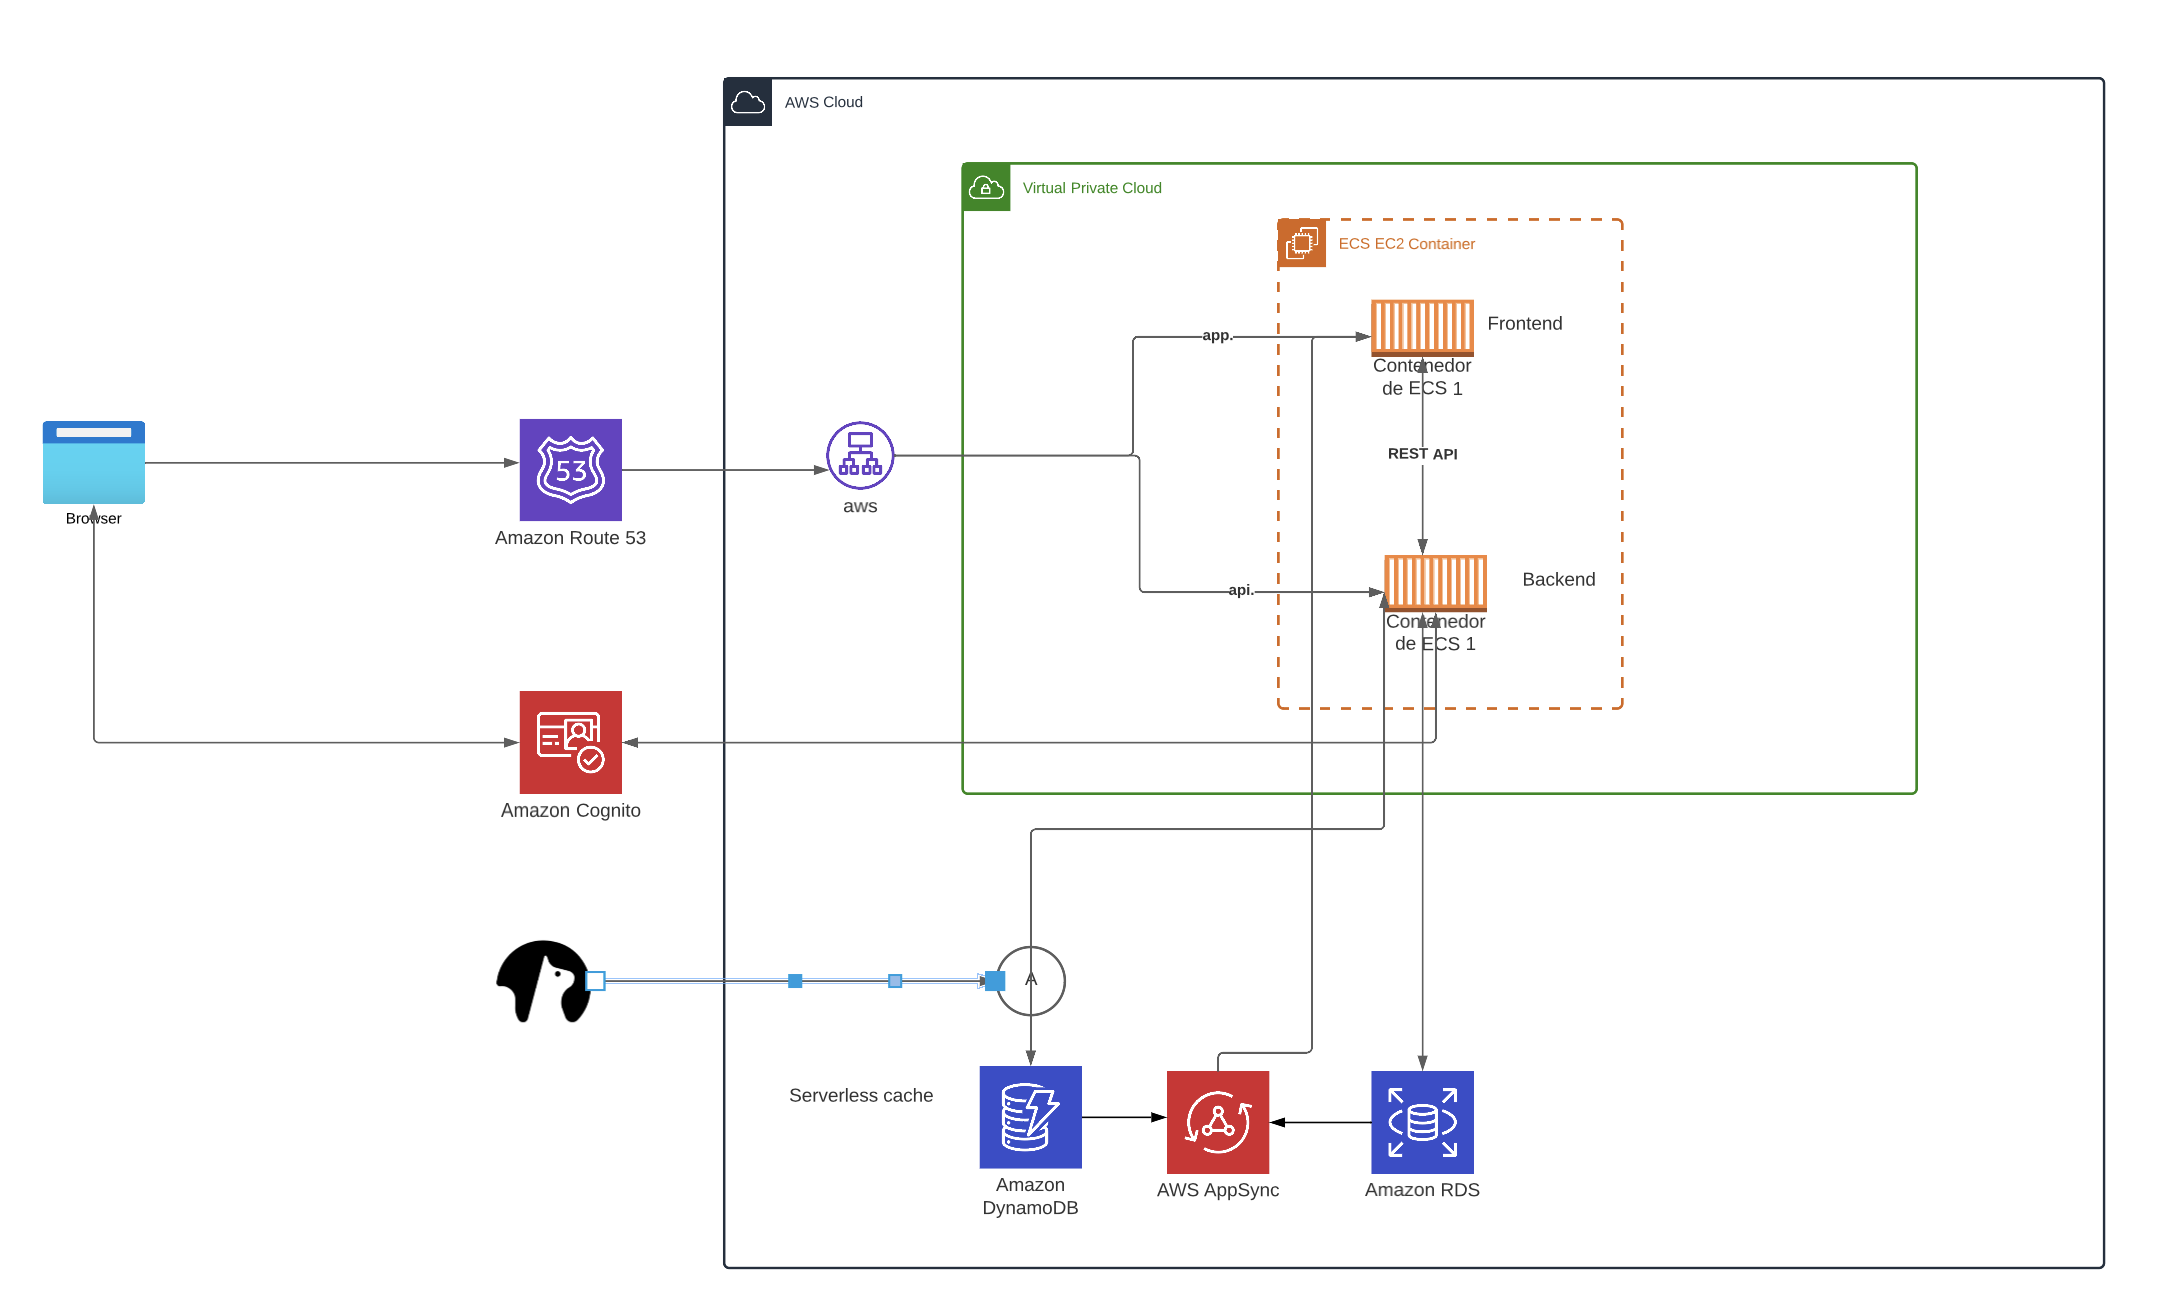 AWS Cloud
Virtual Private Cloud
ECS EC2 Container
Frontend
app.
Contenedor
de ECS 1
REST API
53
Browser
aws
Amazon Route 53
Backend
api.
Contenedor
de ECS 1
Amazon Cognito
A
Serverless cache
Amazon
DynamoDB
AWS AppSync
Amazon RDS